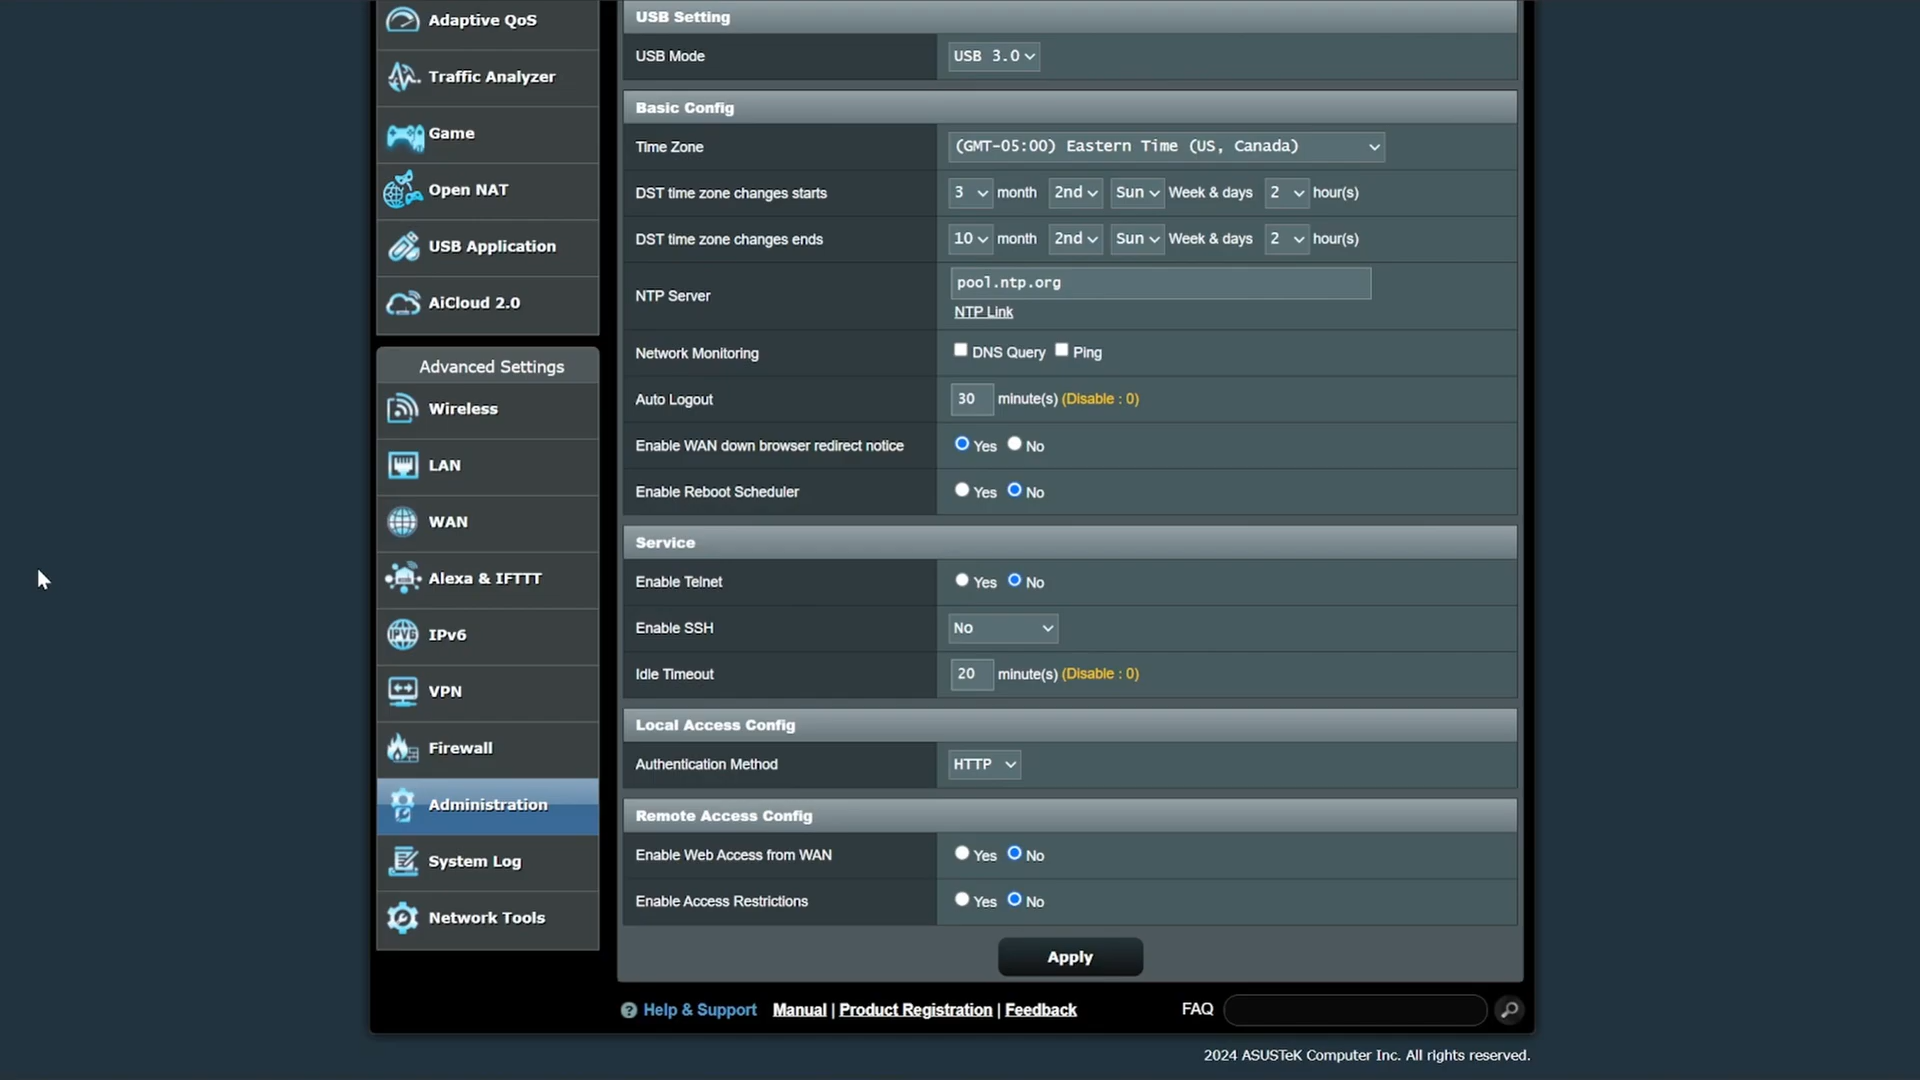 Adaptive QoS
Traffic Analyzer
Game
Open NAT
USB Application
AiCloud 2.0
Advanced Settings
Wireless
LAN
WAN
Alexa & IFTTT
IPV6 IPv6
VPN
Firewall
Administration
System Log
Network Tools
USB Setting
USB Mode USB 3.0
Basic Config
Time Zone (GMT-05:00) Eastern Time (US, Canada)
DST time zone changes starts 3 month 2nd Sun Week & days 2 hour(s)
DST time zone changes ends 10 month 2nd Sun Week & days 2 hour(s)
NTP Server pool.ntp.org
NTP Link
Network Monitoring DNS Query Ping
Auto Logout 30 minute(s) (Disable : 0)
Enable WAN down browser redirect notice Yes No
Enable Reboot Scheduler Yes No
Service
Enable Telnet Yes No
Enable SSH No
Idle Timeout 20 minute(s) (Disable : 0)
Local Access Config
Authentication Method HTTP
Remote Access Config
Enable Web Access from WAN Yes No
Enable Access Restrictions Yes No
Apply
? Help & Support Manual | Product Registration | Feedback FAQ
2024 ASUSTeK Computer Inc. All rights reserved.